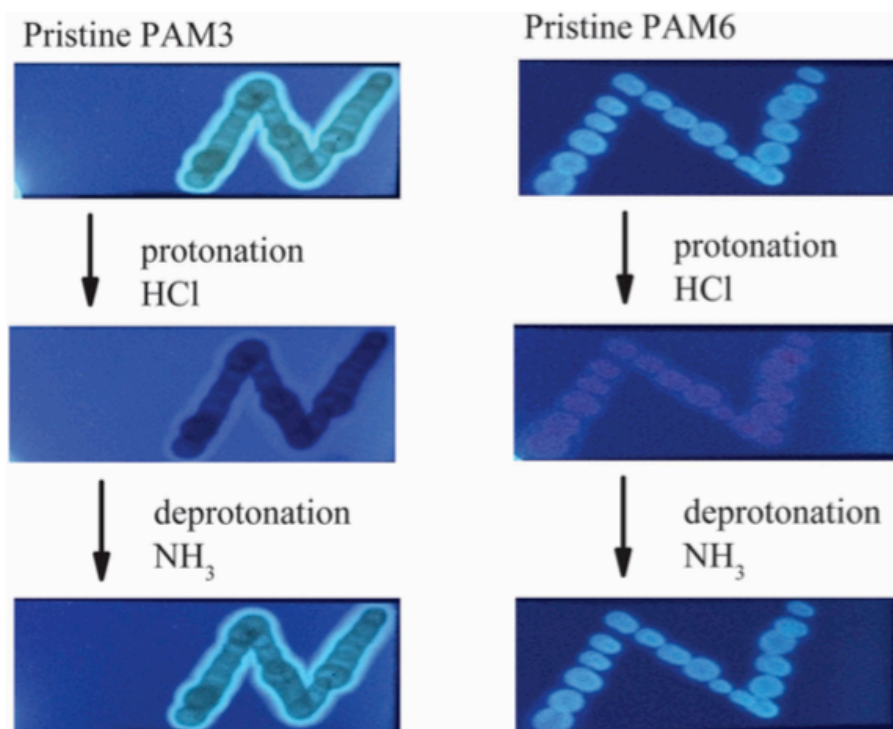 Pristine PAM3
protonation
HCl
deprotonation
NH₃
Pristine PAM6
protonation
HCl
deprotonation
NH₃